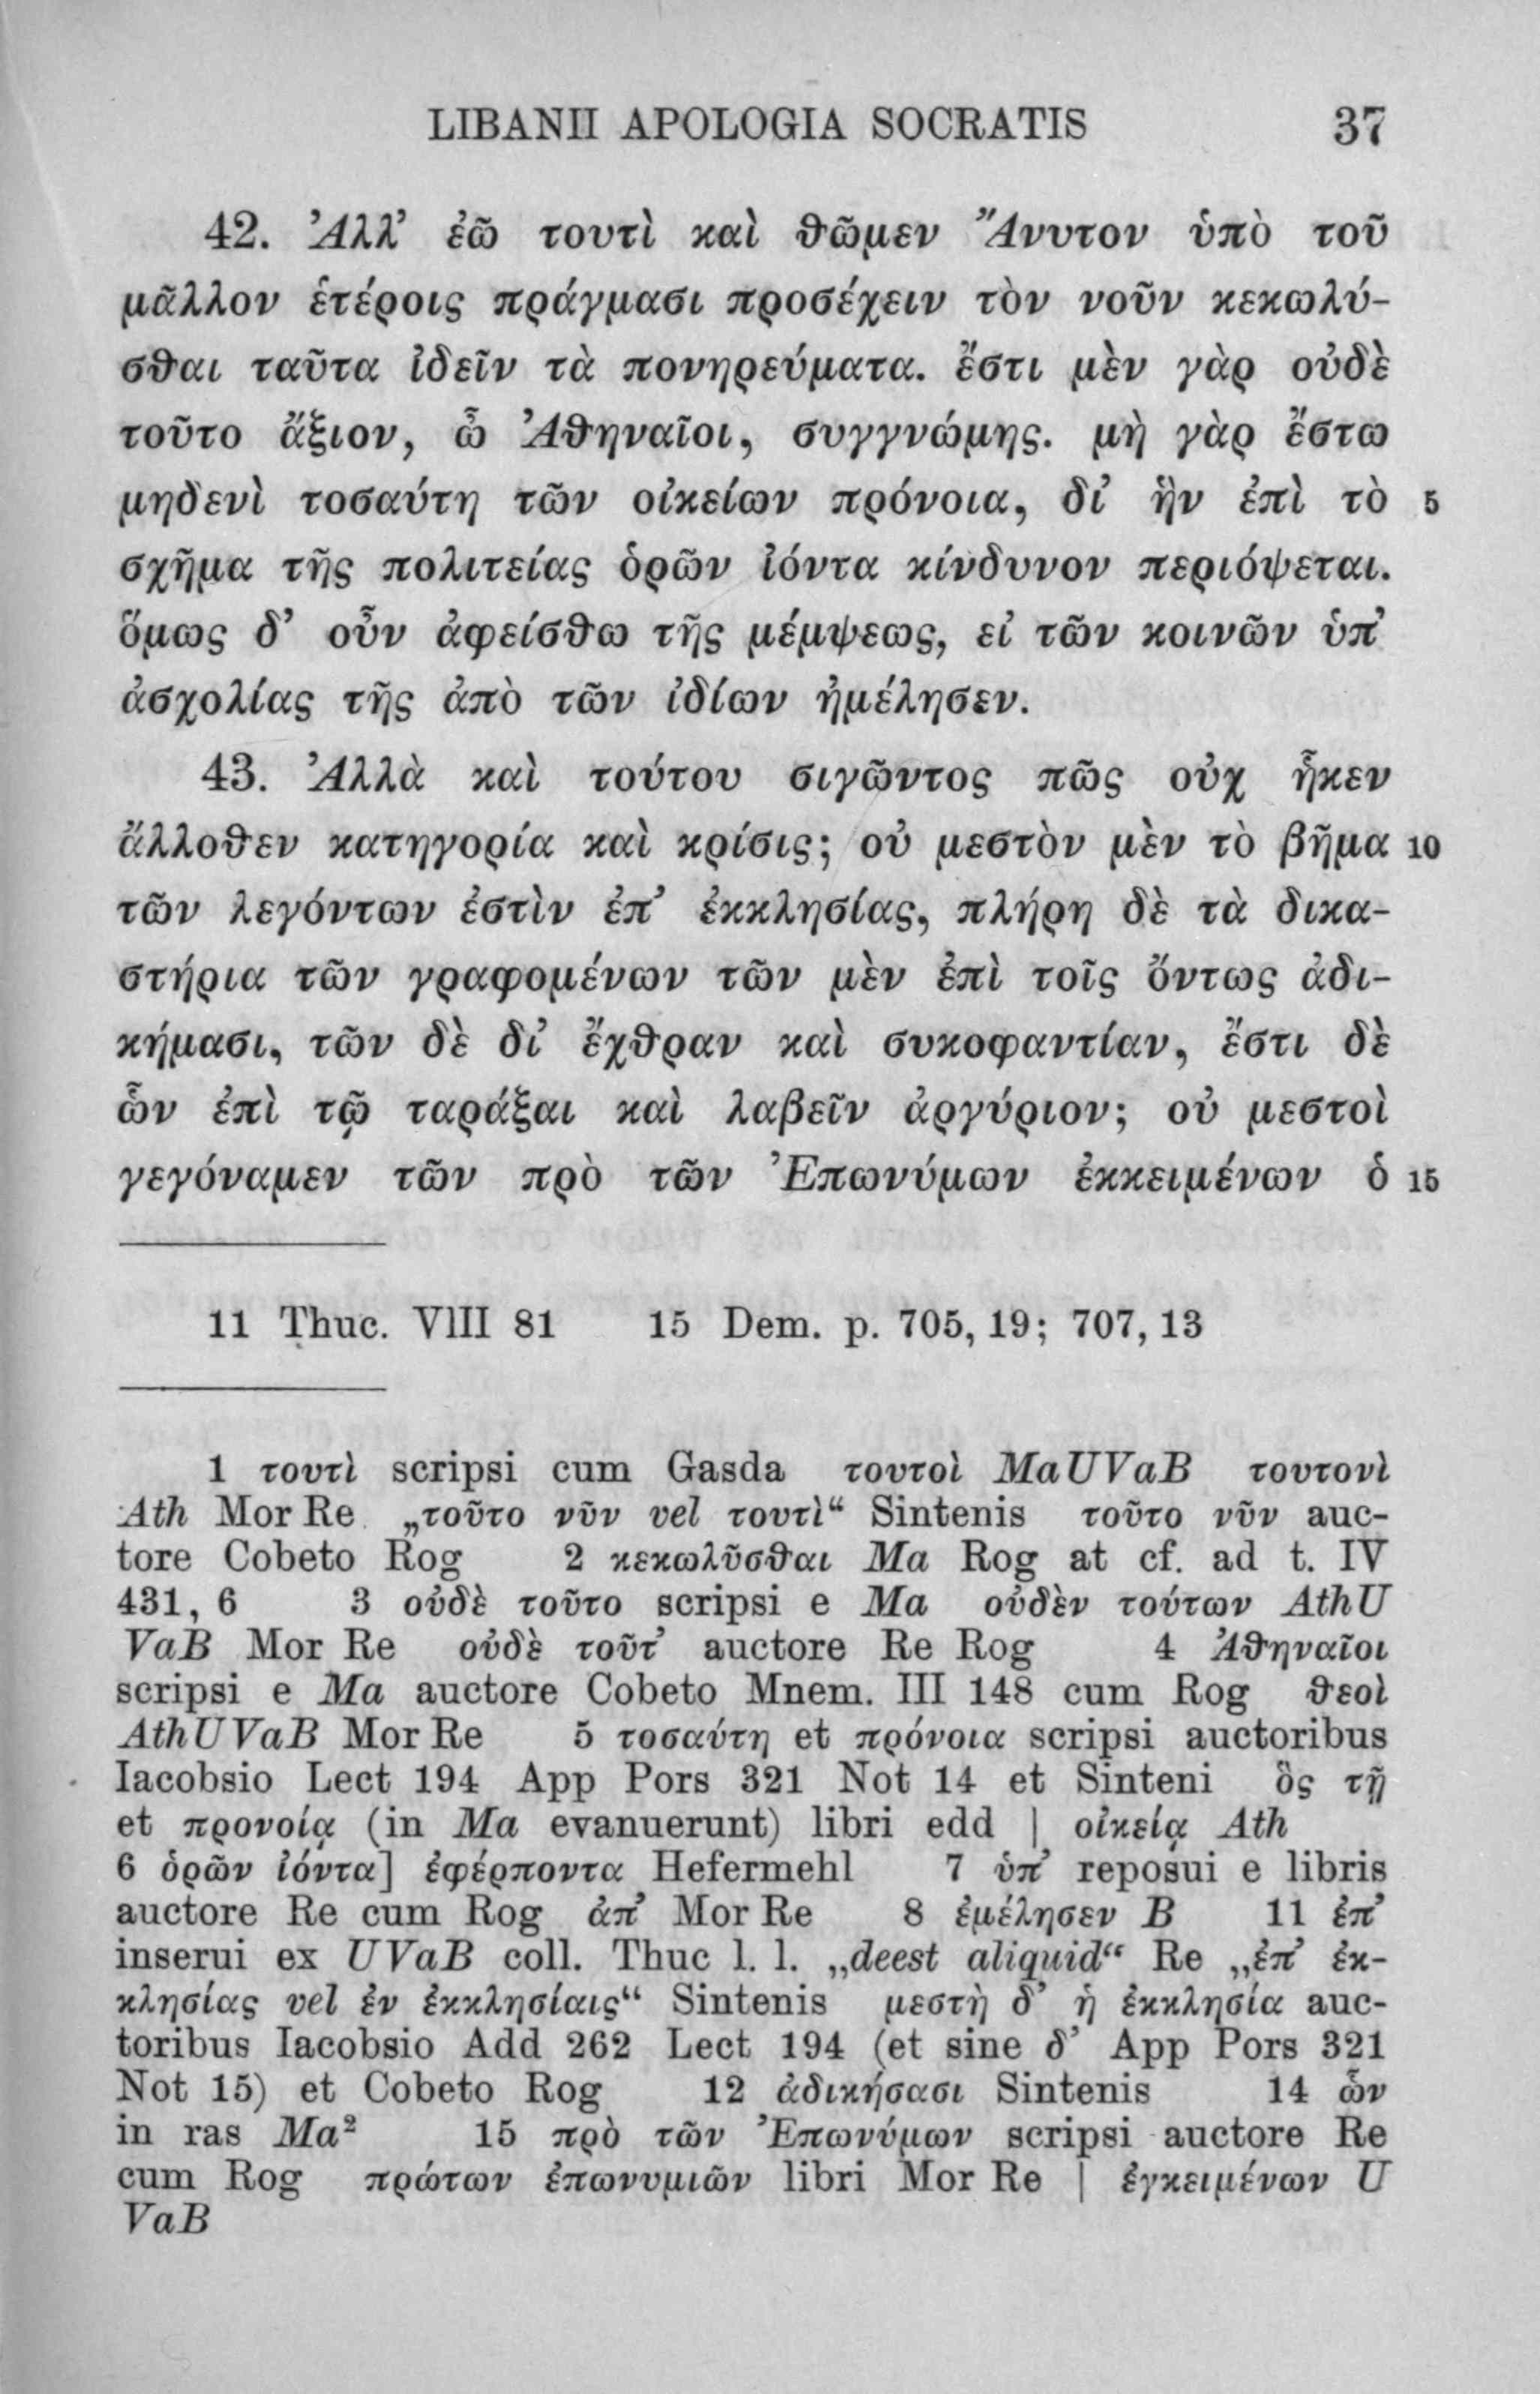 LIBANII APOLOGIA SOCRATIS 37
42. Ἀλλ’ ἐῶ τουτὶ καὶ θῶμεν Ἄνυτον ὑπὸ τοῦ
μᾶλλον ἑτέροις πράγμασι προσέχειν τὸν νοῦν κεκωλύ-
σθαι ταῦτα ἰδεῖν τὰ πονηρεύματα. ἔστι μὲν γὰρ οὐδὲ
τοῦτο ἄξιον, ὦ Ἀθηναῖοι, συγγνώμης. μὴ γὰρ ἔστω
μηδενὶ τοσαύτη τῶν οἰκείων πρόνοια, δι’ ἣν ἐπὶ τὸ 5
σχῆμα τῆς πολιτείας ὁρῶν ἰόντα κίνδυνον περιόψεται.
ὅμως δ’ οὖν ἀφείσθω τῆς μέμψεως, εἰ τῶν κοινῶν ὑπ’
ἀσχολίας τῆς ἀπὸ τῶν ἰδίων ἠμέλησεν.
43. Ἀλλὰ καὶ τούτου σιγῶντος πῶς οὐχ ἧκεν
ἄλλοθεν κατηγορία καὶ κρίσις; οὐ μεστὸν μὲν τὸ βῆμα 10
τῶν λεγόντων ἐστὶν ἐπ’ ἐκκλησίας, πλήρη δὲ τὰ δικα-
στήρια τῶν γραφομένων τῶν μὲν ἐπὶ τοῖς ὄντως ἀδι-
κήμασι, τῶν δὲ δι’ ἔχθραν καὶ συκοφαντίαν, ἔστι δὲ
ὧν ἐπὶ τῷ ταράξαι καὶ λαβεῖν ἀργύριον; οὐ μεστοὶ
γεγόναμεν τῶν πρὸ τῶν Ἐπωνύμων ἐκκειμένων ὁ 15
11 Thuc. VIII 81 15 Dem. p. 705, 19; 707, 13
1 τουτὶ scripsi cum Gasda τουτοὶ MaUVaB τουτονὶ
Ath Mor Re „τοῦτο νῦν vel τουτὶ“ Sintenis τοῦτο νῦν auc-
tore Cobeto Rog 2 κεκωλῦσθαι Ma Rog at cf. ad t. IV
431, 6 3 οὐδὲ τοῦτο scripsi e Ma οὐδὲν τούτων AthU
VaB Mor Re οὐδὲ τοῦτ’ auctore Re Rog 4 Ἀθηναῖοι
scripsi e Ma auctore Cobeto Mnem. III 148 cum Rog θεοὶ
AthUVaB Mor Re 5 τοσαύτη et πρόνοια scripsi auctoribus
Iacobsio Lect 194 App Pors 321 Not 14 et Sinteni ὃς τῇ
et προνοίᾳ (in Ma evanuerunt) libri edd | οἰκείᾳ Ath
6 ὁρῶν ἰόντα] ἐφέρποντα Hefermehl 7 ὑπ’ reposui e libris
auctore Re cum Rog ἀπ’ Mor Re 8 ἐμέλησεν B 11 ἐπ’
inserui ex UVaB coll. Thuc l. l. „deest aliquid“ Re „ἐπ’ ἐκ-
κλησίας vel ἐν ἐκκλησίαις“ Sintenis μεστὴ δ’ ἡ ἐκκλησία auc-
toribus Iacobsio Add 262 Lect 194 (et sine δ’ App Pors 321
Not 15) et Cobeto Rog 12 ἀδικήσασι Sintenis 14 ὧν
in ras Ma² 15 πρὸ τῶν Ἐπωνύμων scripsi auctore Re
cum Rog πρώτων ἐπωνυμιῶν libri Mor Re | ἐγκειμένων U
VaB